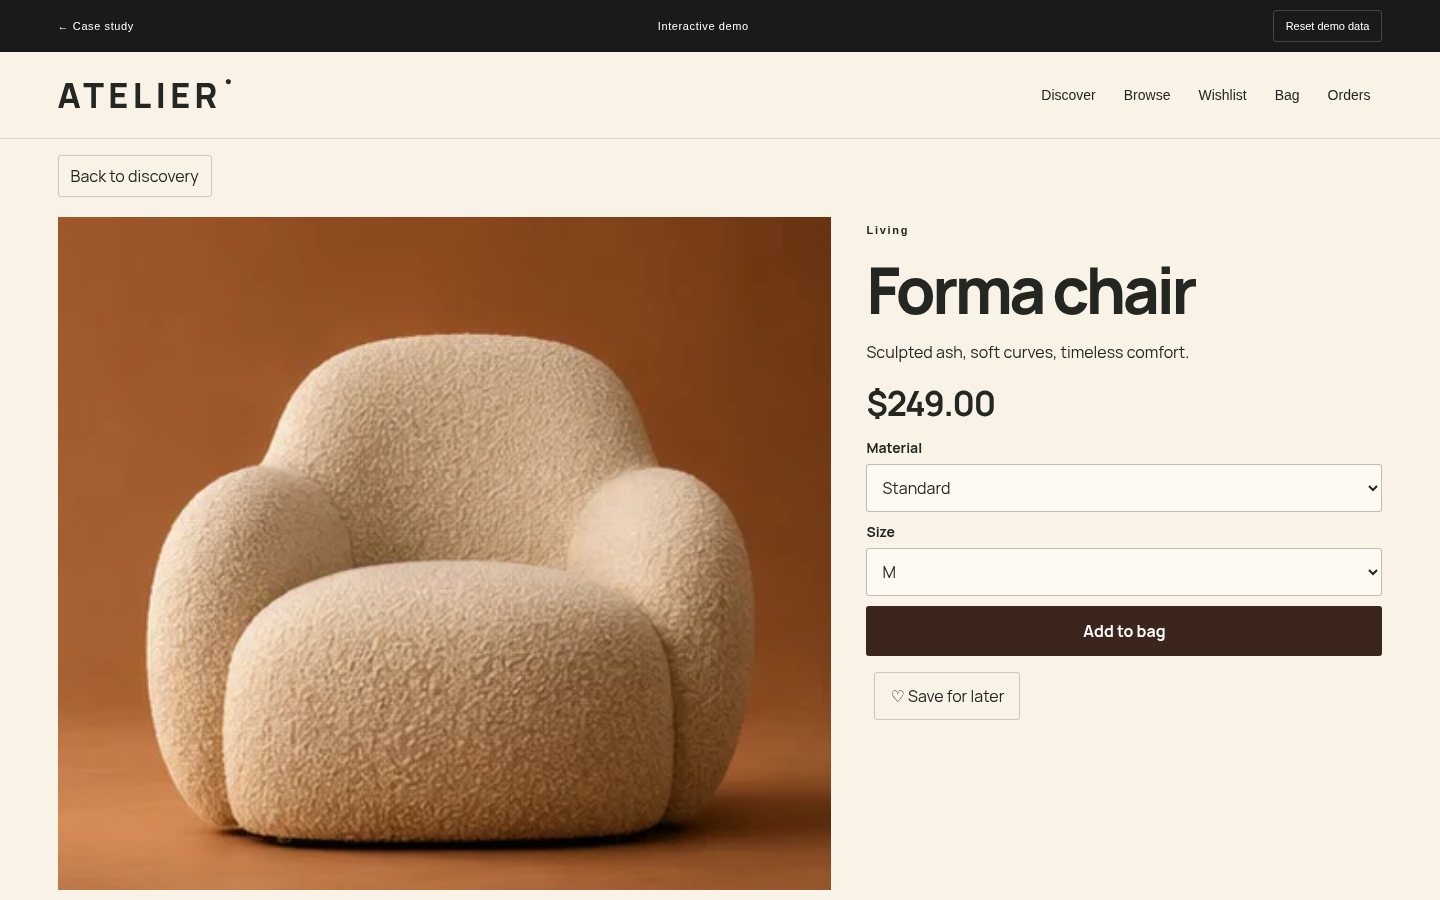 ← Case study
Interactive demo
Reset demo data
ATELIER
Discover
Browse
Wishlist
Bag
Orders
Back to discovery
Living
Forma chair
Sculpted ash, soft curves, timeless comfort.
$249.00
Material
Standard
Size
M
Add to bag
♡ Save for later